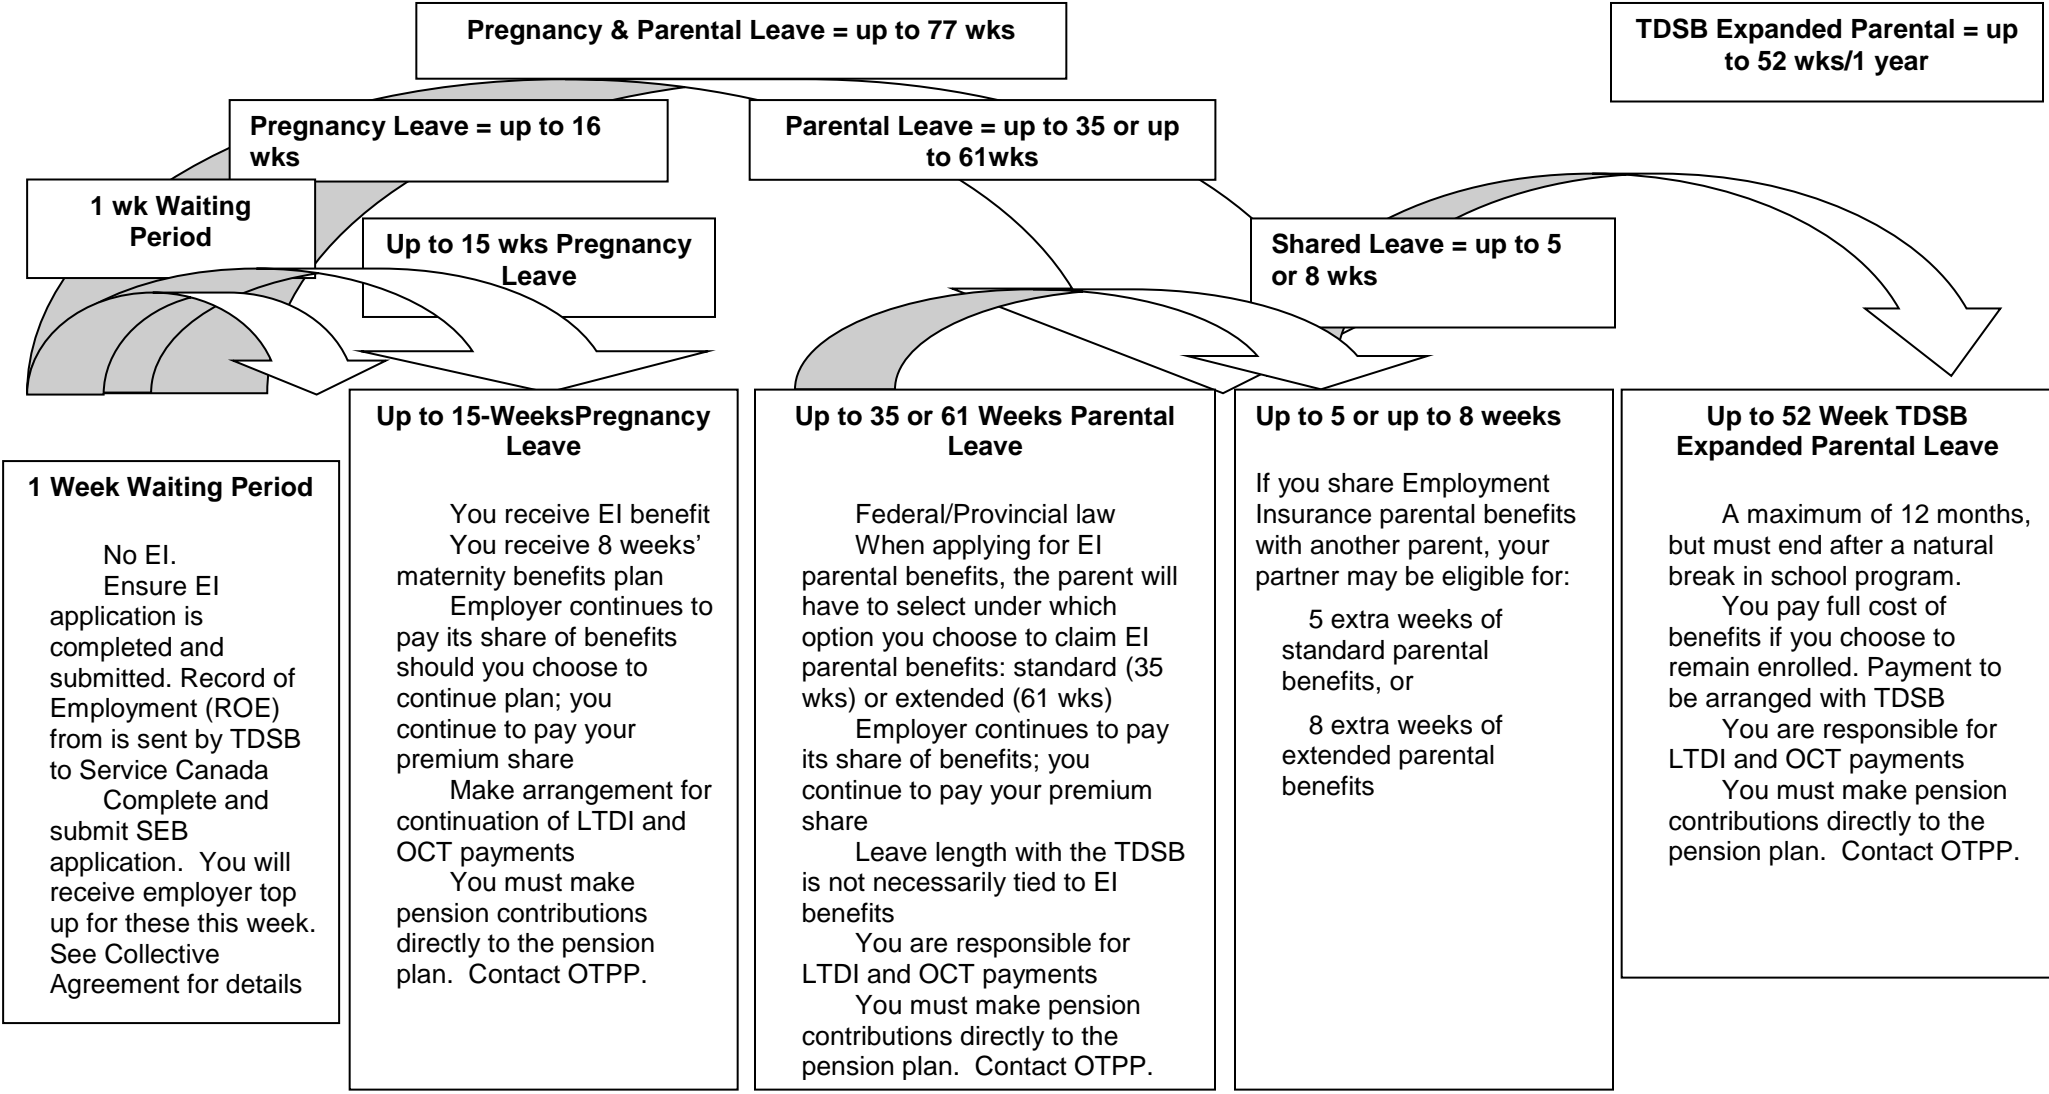 Pregnancy & Parental Leave = up to 77 wks
TDSB Expanded Parental = up
to 52 wks/1 year
Pregnancy Leave = up to 16
wks
Parental Leave = up to 35 or up
to 61wks
1 wk Waiting
Period
Up to 15 wks Pregnancy
Leave
Shared Leave = up to 5
or 8 wks
1 Week Waiting Period
No EI.
Ensure EI
application is
completed and
submitted. Record of
Employment (ROE)
from is sent by TDSB
to Service Canada
Complete and
submit SEB
application.  You will
receive employer top
up for these this week.
See Collective
Agreement for details
Up to 15-WeeksPregnancy
Leave
You receive EI benefit
You receive 8 weeks’
maternity benefits plan
Employer continues to
pay its share of benefits
should you choose to
continue plan; you
continue to pay your
premium share
Make arrangement for
continuation of LTDI and
OCT payments
You must make
pension contributions
directly to the pension
plan.  Contact OTPP.
Up to 35 or 61 Weeks Parental
Leave
Federal/Provincial law
When applying for EI
parental benefits, the parent will
have to select under which
option you choose to claim EI
parental benefits: standard (35
wks) or extended (61 wks)
Employer continues to pay
its share of benefits; you
continue to pay your premium
share
Leave length with the TDSB
is not necessarily tied to EI
benefits
You are responsible for
LTDI and OCT payments
You must make pension
contributions directly to the
pension plan.  Contact OTPP.
Up to 5 or up to 8 weeks
If you share Employment
Insurance parental benefits
with another parent, your
partner may be eligible for:
5 extra weeks of
standard parental
benefits, or
8 extra weeks of
extended parental
benefits
Up to 52 Week TDSB
Expanded Parental Leave
A maximum of 12 months,
but must end after a natural
break in school program.
You pay full cost of
benefits if you choose to
remain enrolled. Payment to
be arranged with TDSB
You are responsible for
LTDI and OCT payments
You must make pension
contributions directly to the
pension plan.  Contact OTPP.